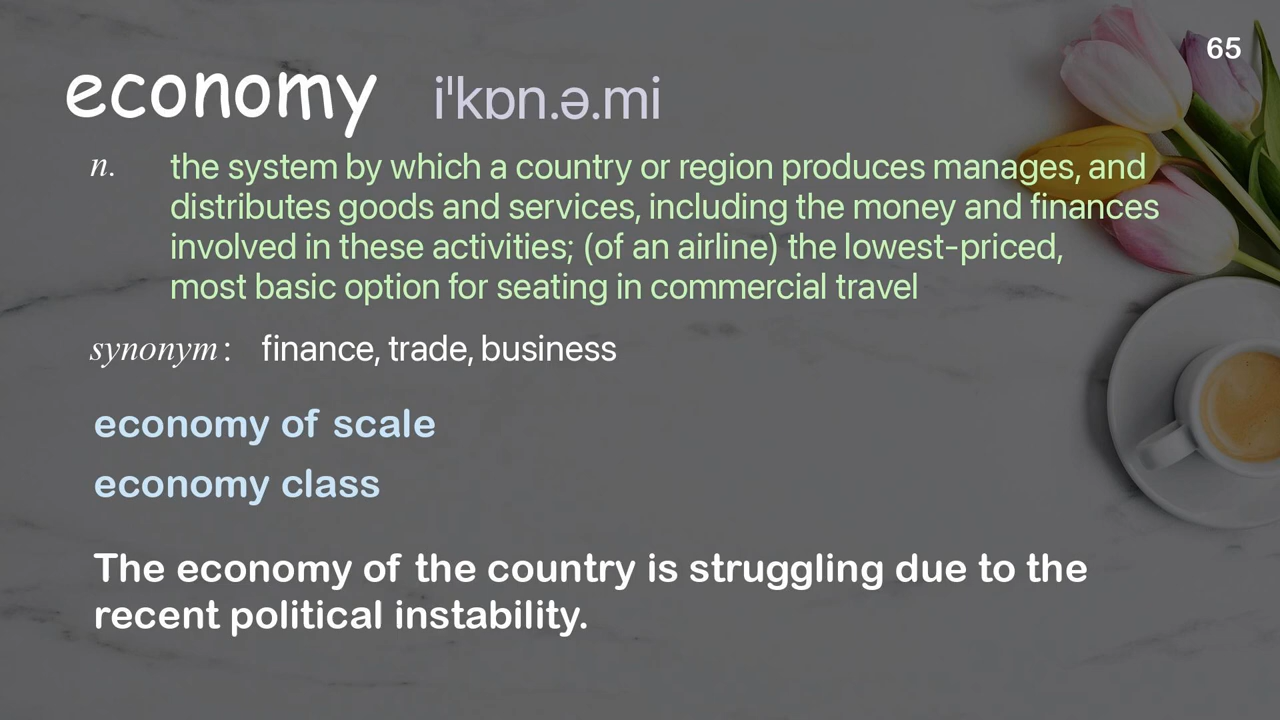 65
economy iˈkɒn.ə.mi
n. the system by which a country or region produces manages, and
distributes goods and services, including the money and finances
involved in these activities; (of an airline) the lowest-priced,
most basic option for seating in commercial travel
synonym: finance, trade, business
economy of scale
economy class
The economy of the country is struggling due to the
recent political instability.